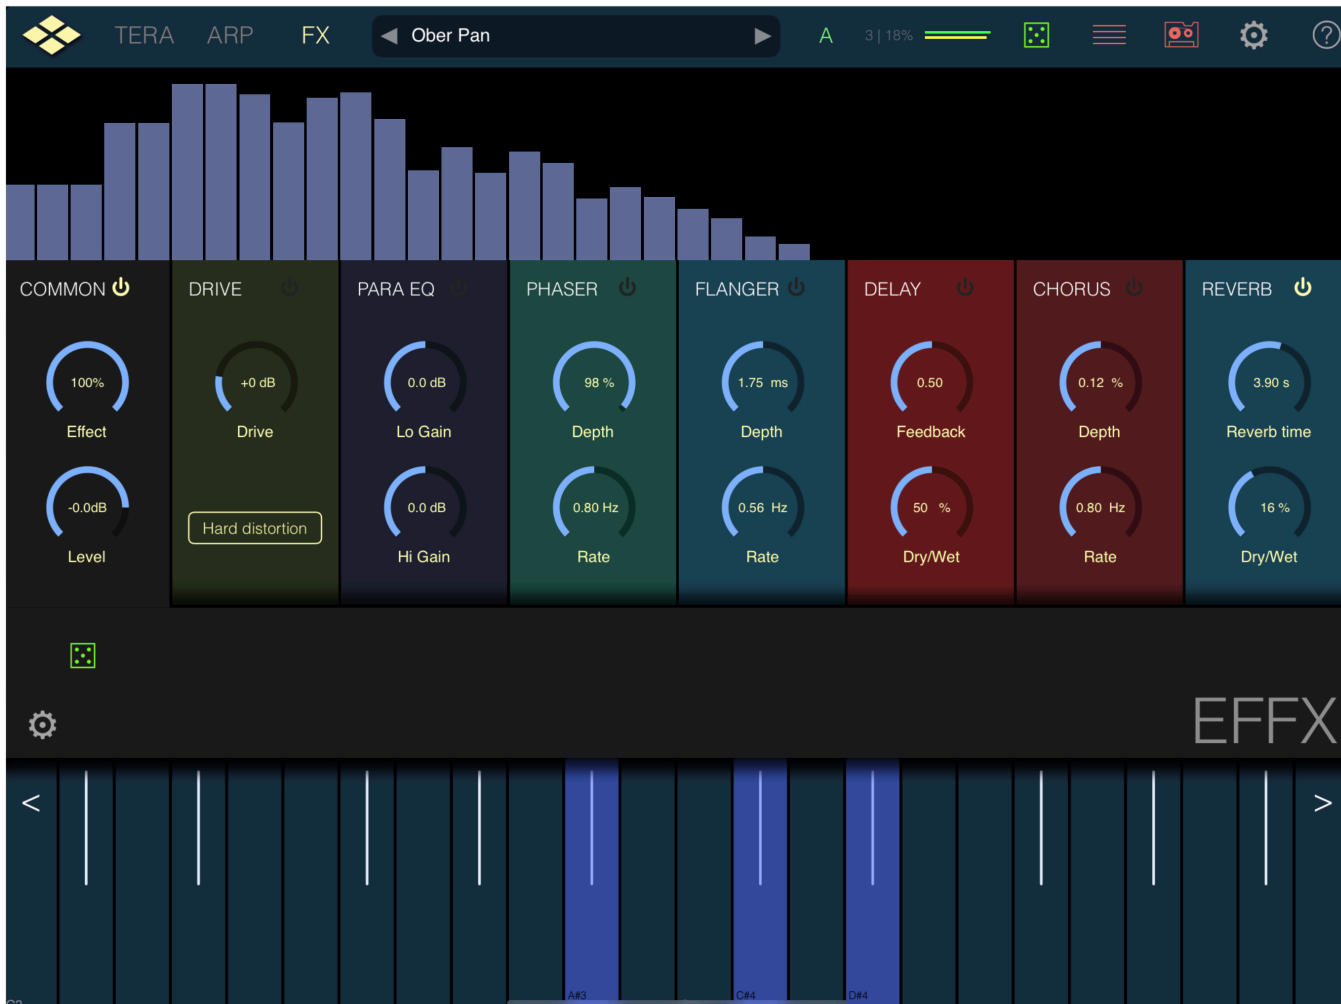 TERA ARP FX Ober Pan A 3 | 18% ?
COMMON DRIVE PARA EQ PHASER FLANGER DELAY CHORUS REVERB
100% +0 dB 0.0 dB 98 % 1.75 ms 0.50 0.12 % 3.90 s
Effect Drive Lo Gain Depth Depth Feedback Depth Reverb time
-0.0dB 0.0 dB 0.80 Hz 0.56 Hz 50 % 0.80 Hz 16 %
Hard distortion
Level Hi Gain Rate Rate Dry/Wet Rate Dry/Wet
EFFX
< >
A#3 C#4 D#4